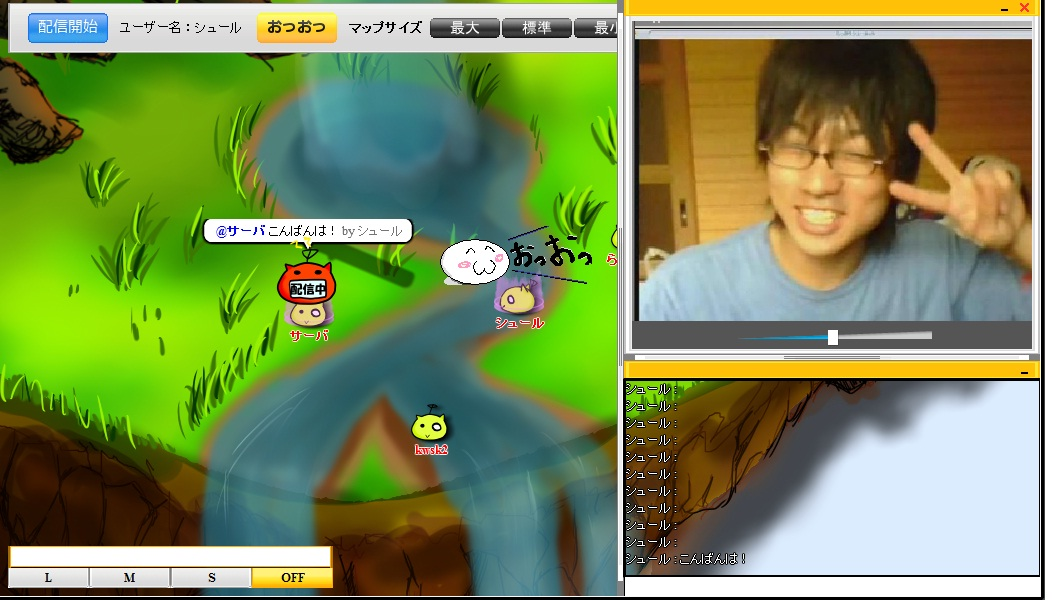 配信開始 ユーザー名：シュール おっおっ マップサイズ 最大 標準 最小
@サーバ こんばんは！ by シュール
おっおっ
ら
配信中
シュール
サーバ
kwsk2
L M S OFF
シュール：
シュール：
シュール：
シュール：
シュール：
シュール：
シュール：
シュール：
シュール：
シュール：
シュール：こんばんは！